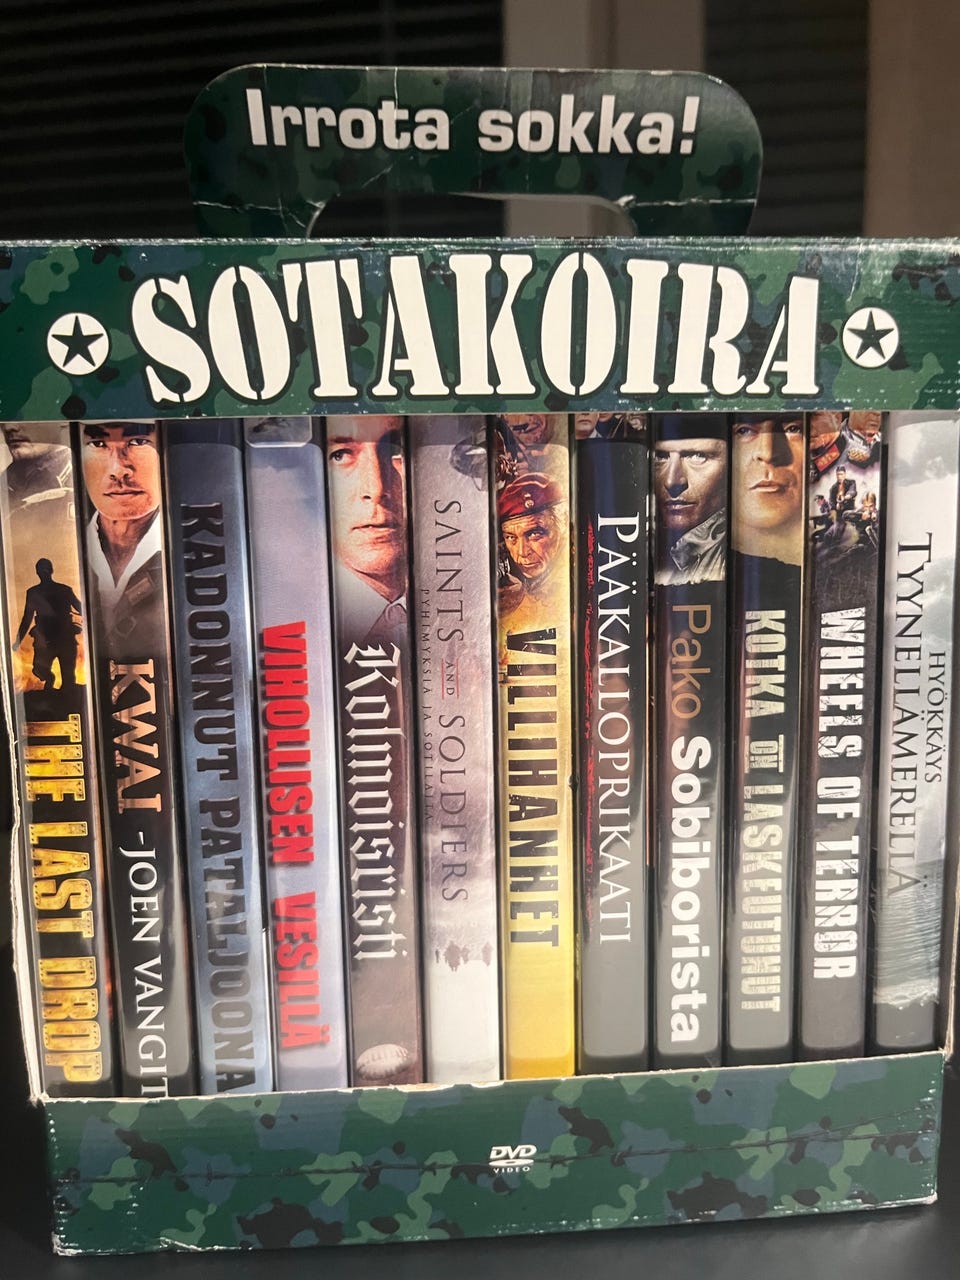 Irrota sokka!
SOTAKOIRA
THE LAST DROP
KWAI -JOEN VANGIT
KADONNUT PATALJOONA
VIHOLLISEN VESILLÄ
Kolmoisristi
SAINTS AND SOLDIERS
PYHIMYKSIÄ JA SOTILAITA
VILLIHANHET
PÄÄKALLOPRIKAATI
Pako Sobiborista
KOTKA ON LASKEUTUNUT
WHEELS OF TERROR
HYÖKKÄYS
TYYNELLÄMERELLÄ
DVD
VIDEO